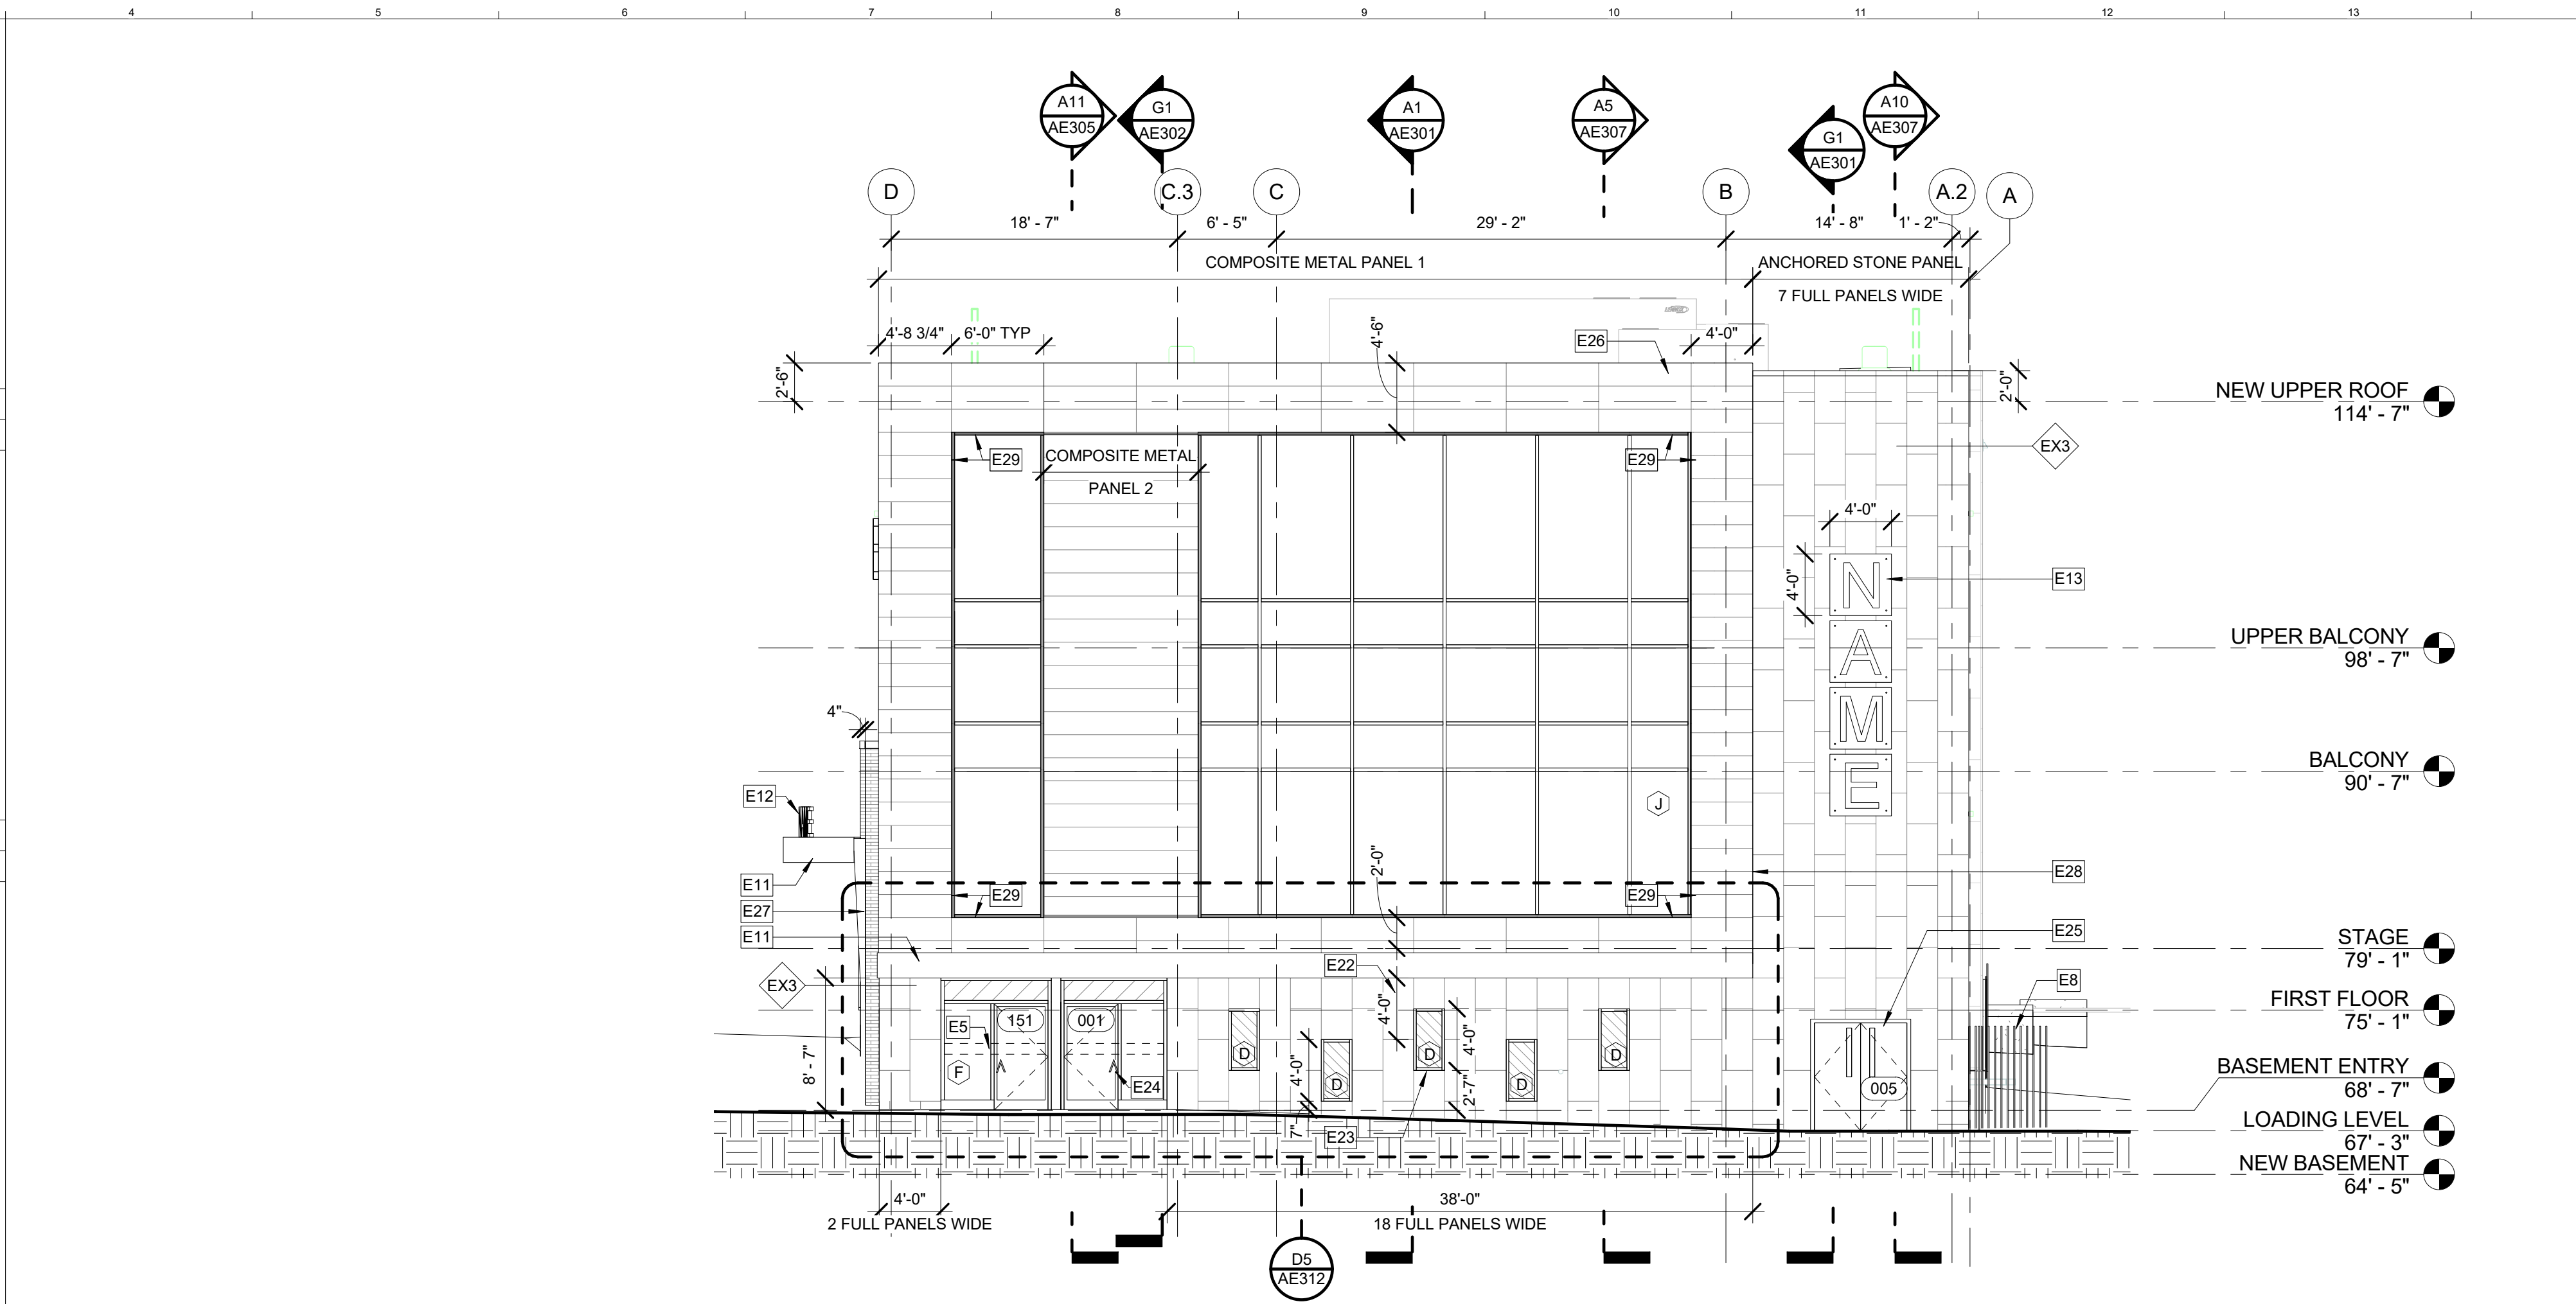 4 5 6 7 8 9 10 11 12 13
A11
AE305
G1
AE302
A1
AE301
A5
AE307
G1
AE301
A10
AE307
D C.3 C B A.2 A
18' - 7" 6' - 5" 29' - 2" 14' - 8" 1' - 2"
COMPOSITE METAL PANEL 1 ANCHORED STONE PANEL
7 FULL PANELS WIDE
4'-8 3/4" 6'-0" TYP 4'-6" E26 4'-0"
2'-6" 2'-0"
NEW UPPER ROOF
114' - 7"
E29 COMPOSITE METAL E29 EX3
PANEL 2
4'-0"
4'-0"
N E13
A
M
E
UPPER BALCONY
98' - 7"
4"
BALCONY
90' - 7"
E12 J
2'-0"
E11 E28
E29 E29
E27
E11 E25
STAGE
79' - 1"
EX3 E22 E8
FIRST FLOOR
75' - 1"
E5 151 001 4'-0" 4'-0"
D D D
8' - 7" F E24 4'-0" D D 2'-7" 005
BASEMENT ENTRY
68' - 7"
7" E23
LOADING LEVEL
67' - 3"
NEW BASEMENT
64' - 5"
4'-0" 38'-0"
2 FULL PANELS WIDE 18 FULL PANELS WIDE
D5
AE312